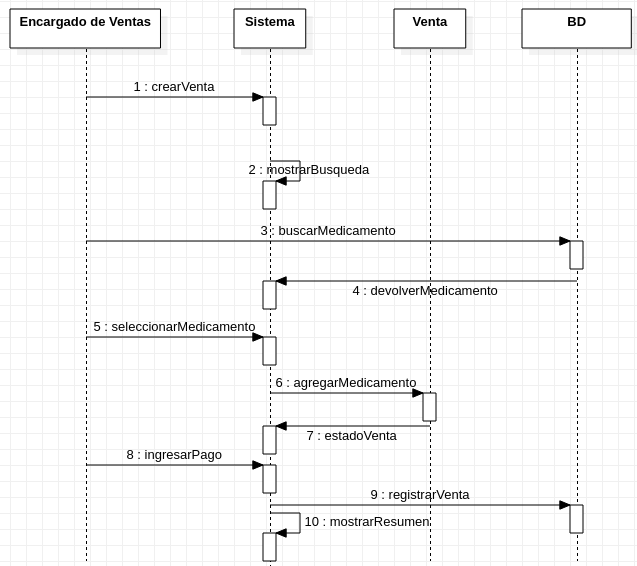 Encargado de Ventas
Sistema
Venta
BD
1 : crearVenta
2 : mostrarBusqueda
3 : buscarMedicamento
4 : devolverMedicamento
5 : seleccionarMedicamento
6 : agregarMedicamento
7 : estadoVenta
8 : ingresarPago
9 : registrarVenta
10 : mostrarResumen